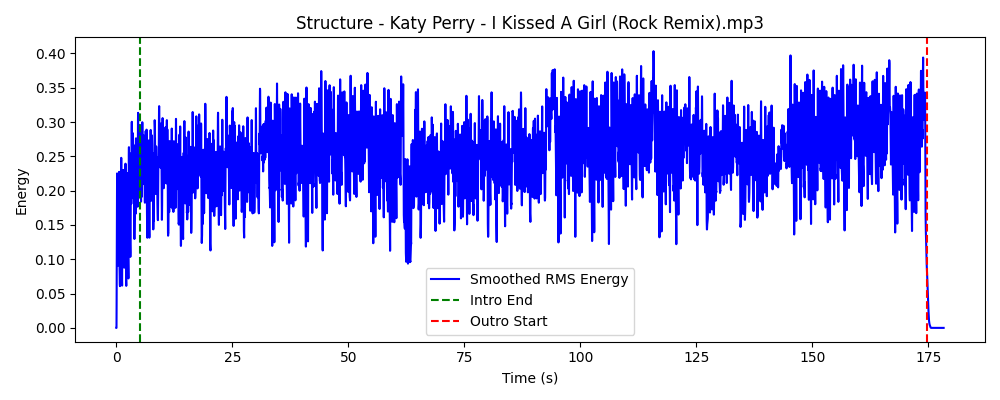 Structure - Katy Perry - I Kissed A Girl (Rock Remix).mp3
Energy
0.40
0.35
0.30
0.25
0.20
0.15
0.10
0.05
0.00
Smoothed RMS Energy
Intro End
Outro Start
0 25 50 75 100 125 150 175
Time (s)